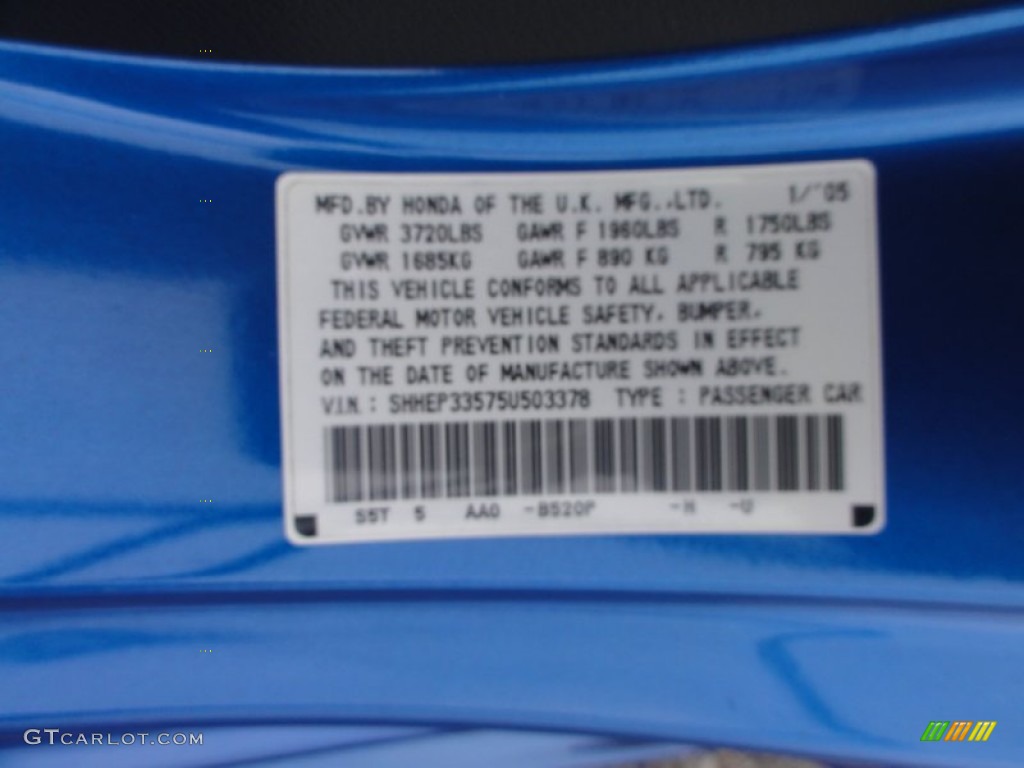 MFD.BY HONDA OF THE U.K. MFG.,LTD. 1/'05
GVWR 3720LBS GAWR F 1960LBS R 1750LBS
GVWR 1685KG GAWR F 890 KG R 795 KG
THIS VEHICLE CONFORMS TO ALL APPLICABLE
FEDERAL MOTOR VEHICLE SAFETY, BUMPER,
AND THEFT PREVENTION STANDARDS IN EFFECT
ON THE DATE OF MANUFACTURE SHOWN ABOVE.
V.I.N : SHHEP33575U503378 TYPE : PASSENGER CAR
S5T 5 AA0 -B520P -H -U
GTCARLOT.COM